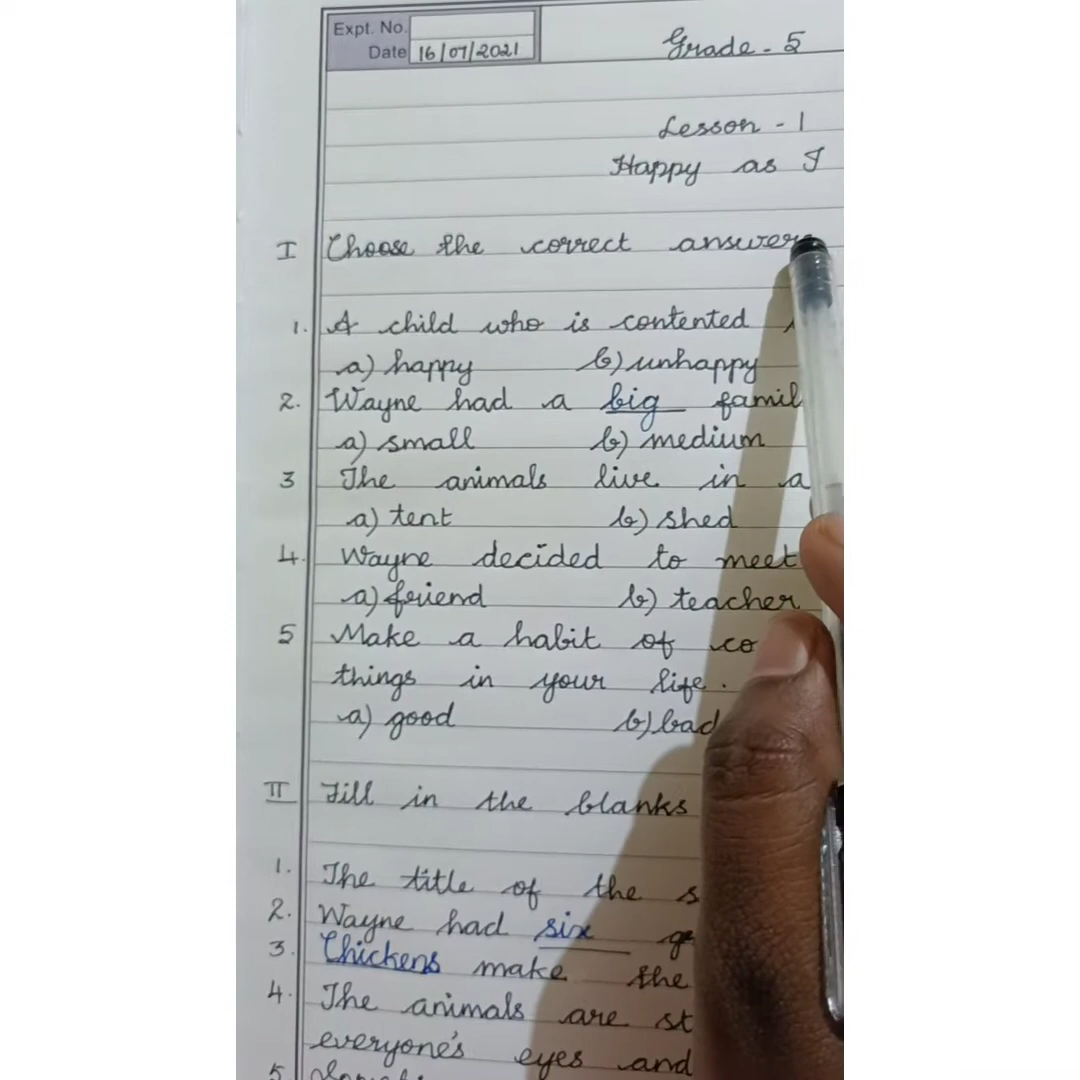 Expt. No.
Date 16/07/2021
Grade - 5
Lesson - 1
Happy as I
I Choose the correct answers
1. A child who is contented
a) happy b) unhappy
2. Wayne had a big famil
a) small b) medium
3 The animals live in a
a) tent b) shed
4. Wayne decided to meet
a) friend b) teacher
5 Make a habit of co
things in your life.
a) good b) bad
II Fill in the blanks
1. The title of the s
2. Wayne had six g
3. Chickens make the
4. The animals are st
everyone's eyes and
5.